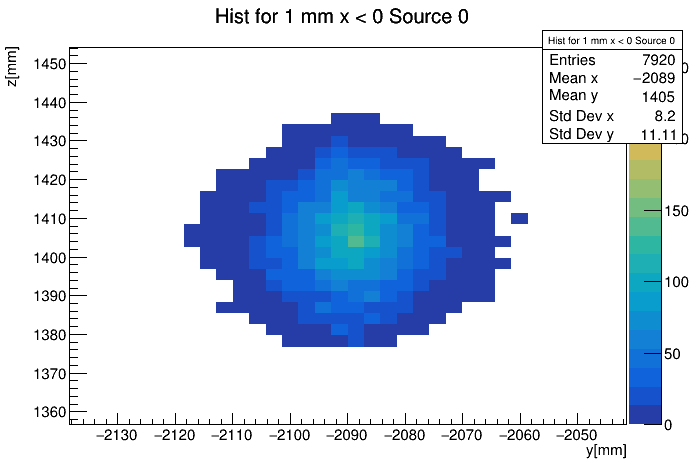 Hist for 1 mm x < 0 Source 0
z[mm]
Hist for 1 mm x < 0 Source 0
Entries 7920
Mean x −2089
Mean y 1405
Std Dev x 8.2
Std Dev y 11.11
1450
1440
1430
1420
1410
1400
1390
1380
1370
1360
150
100
50
0
−2130 −2120 −2110 −2100 −2090 −2080 −2070 −2060 −2050
y[mm]